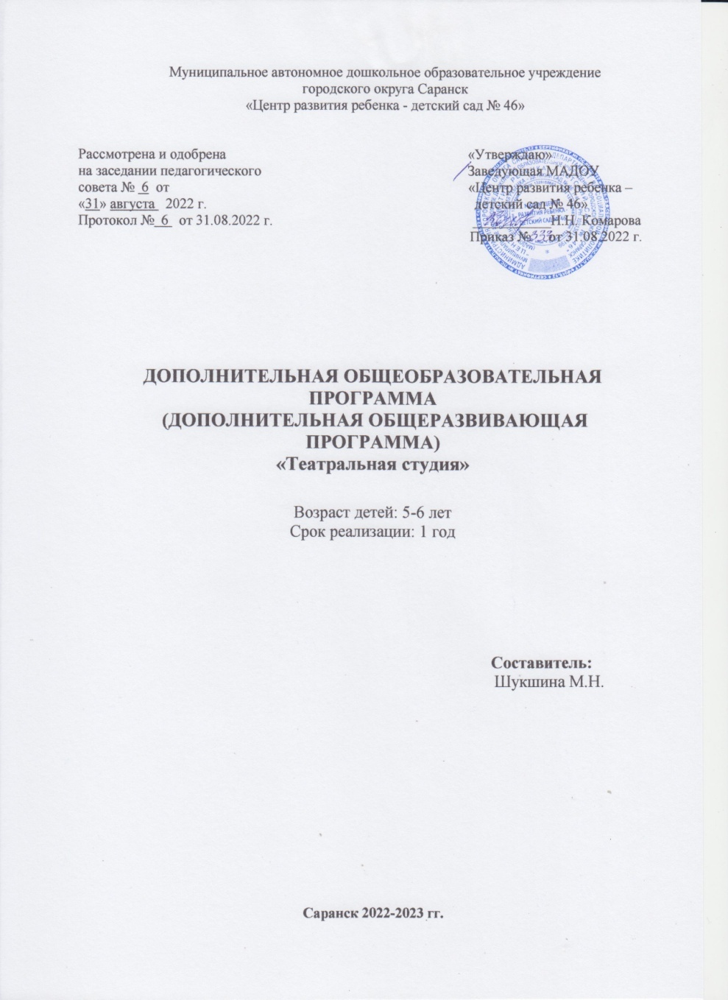 Муниципальное автономное дошкольное образовательное учреждение
городского округа Саранск
«Центр развития ребенка - детский сад № 46»
Рассмотрена и одобрена
на заседании педагогического
совета № 6 от
«31» августа 2022 г.
Протокол № 6 от 31.08.2022 г.
«Утверждаю»
Заведующая МАДОУ
«Центр развития ребенка –
детский сад № 46»
Н.Н. Комарова
Приказ № 333 от 31.08.2022 г.
ДОПОЛНИТЕЛЬНАЯ ОБЩЕОБРАЗОВАТЕЛЬНАЯ
ПРОГРАММА
(ДОПОЛНИТЕЛЬНАЯ ОБЩЕРАЗВИВАЮЩАЯ
ПРОГРАММА)
«Театральная студия»
Возраст детей: 5-6 лет
Срок реализации: 1 год
Составитель:
Шукшина М.Н.
Саранск 2022-2023 гг.